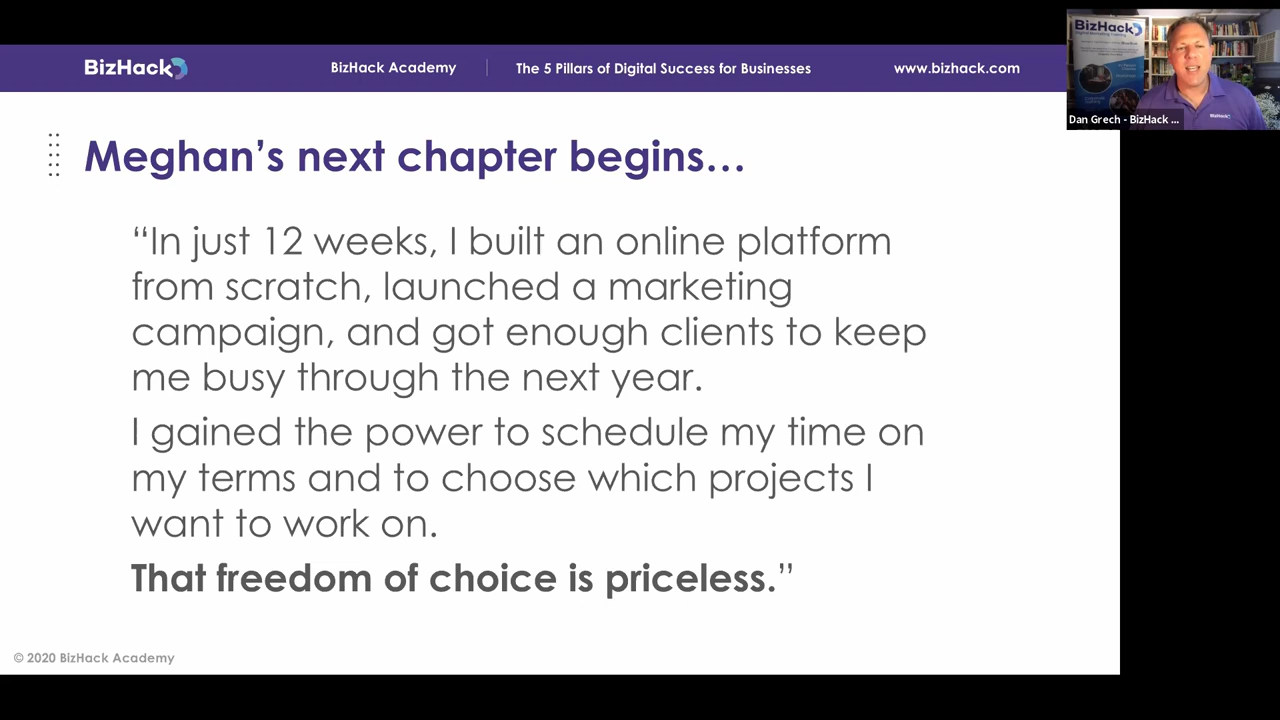 BizHack
BizHack Academy
The 5 Pillars of Digital Success for Businesses
www.bizhack.com
BizHack
Dan Grech - BizHack ...
Meghan’s next chapter begins…
“In just 12 weeks, I built an online platform
from scratch, launched a marketing
campaign, and got enough clients to keep
me busy through the next year.
I gained the power to schedule my time on
my terms and to choose which projects I
want to work on.
That freedom of choice is priceless.”
© 2020 BizHack Academy